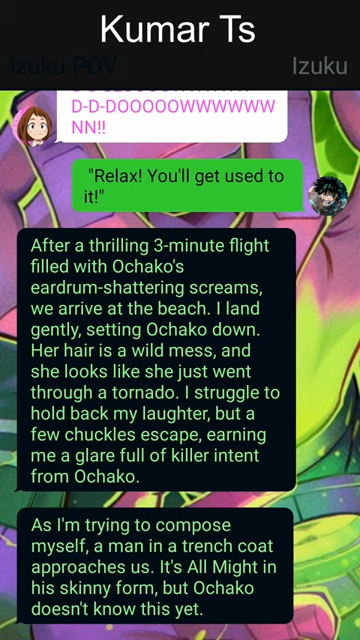 Kumar Ts
Izuku POV
Izuku
D-D-DOOOOOWWWWWW
NN!!
"Relax! You'll get used to
it!"
After a thrilling 3-minute flight
filled with Ochako's
eardrum-shattering screams,
we arrive at the beach. I land
gently, setting Ochako down.
Her hair is a wild mess, and
she looks like she just went
through a tornado. I struggle to
hold back my laughter, but a
few chuckles escape, earning
me a glare full of killer intent
from Ochako.
As I'm trying to compose
myself, a man in a trench coat
approaches us. It's All Might in
his skinny form, but Ochako
doesn't know this yet.